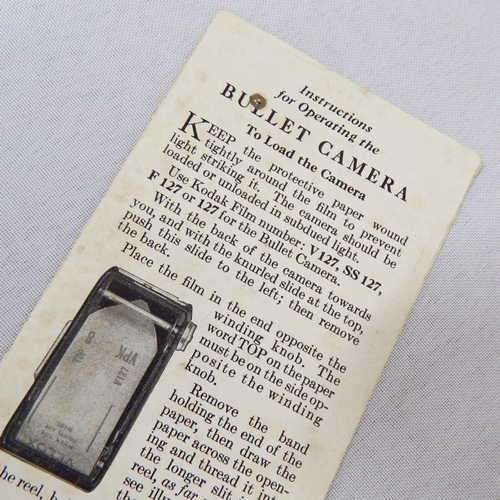 Instructions
for Operating the
BULLET CAMERA
To Load the Camera
KEEP the protective paper wound
tightly around the film to prevent
light striking it. The camera should be
loaded or unloaded in subdued light.
Use Kodak Film number: V127, SS 127,
F 127 or 127 for the Bullet Camera.
With the back of the camera towards
you, and with the knurled slide at the top,
push this slide to the left; then remove
the back.
Place the film in the end opposite the
winding knob. The
word TOP on the paper
must be on the side op-
posite the winding
knob.
Remove the band
holding the end of the
paper, then draw the
paper across the open-
ing and thread it into
the longer slit
reel, as far
see illu
he reel, b